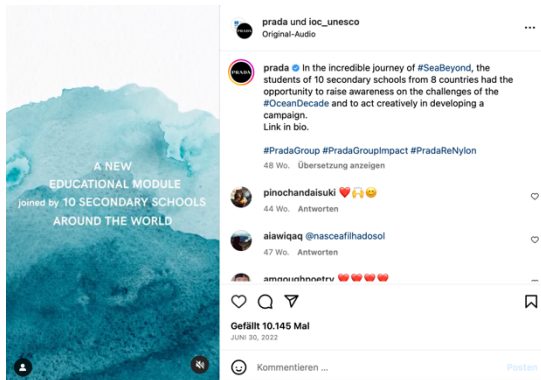 A NEW
EDUCATIONAL MODULE
joined by 10 SECONDARY SCHOOLS
AROUND THE WORLD
PRADA
prada und ioc_unesco
Original-Audio
PRADA
prada In the incredible journey of #SeaBeyond, the
students of 10 secondary schools from 8 countries had the
opportunity to raise awareness on the challenges of the
#OceanDecade and to act creatively in developing a
campaign.
Link in bio.
#PradaGroup #PradaGroupImpact #PradaReNylon
48 Wo. Übersetzung anzeigen
pinochandaisuki ❤️🙌😊
44 Wo. Antworten
aiawiqaq @nasceafilhadosol
47 Wo. Antworten
amgoughpoetry ❤️❤️❤️❤️
Gefällt 10.145 Mal
JUNI 30, 2022
Kommentieren ...
Posten